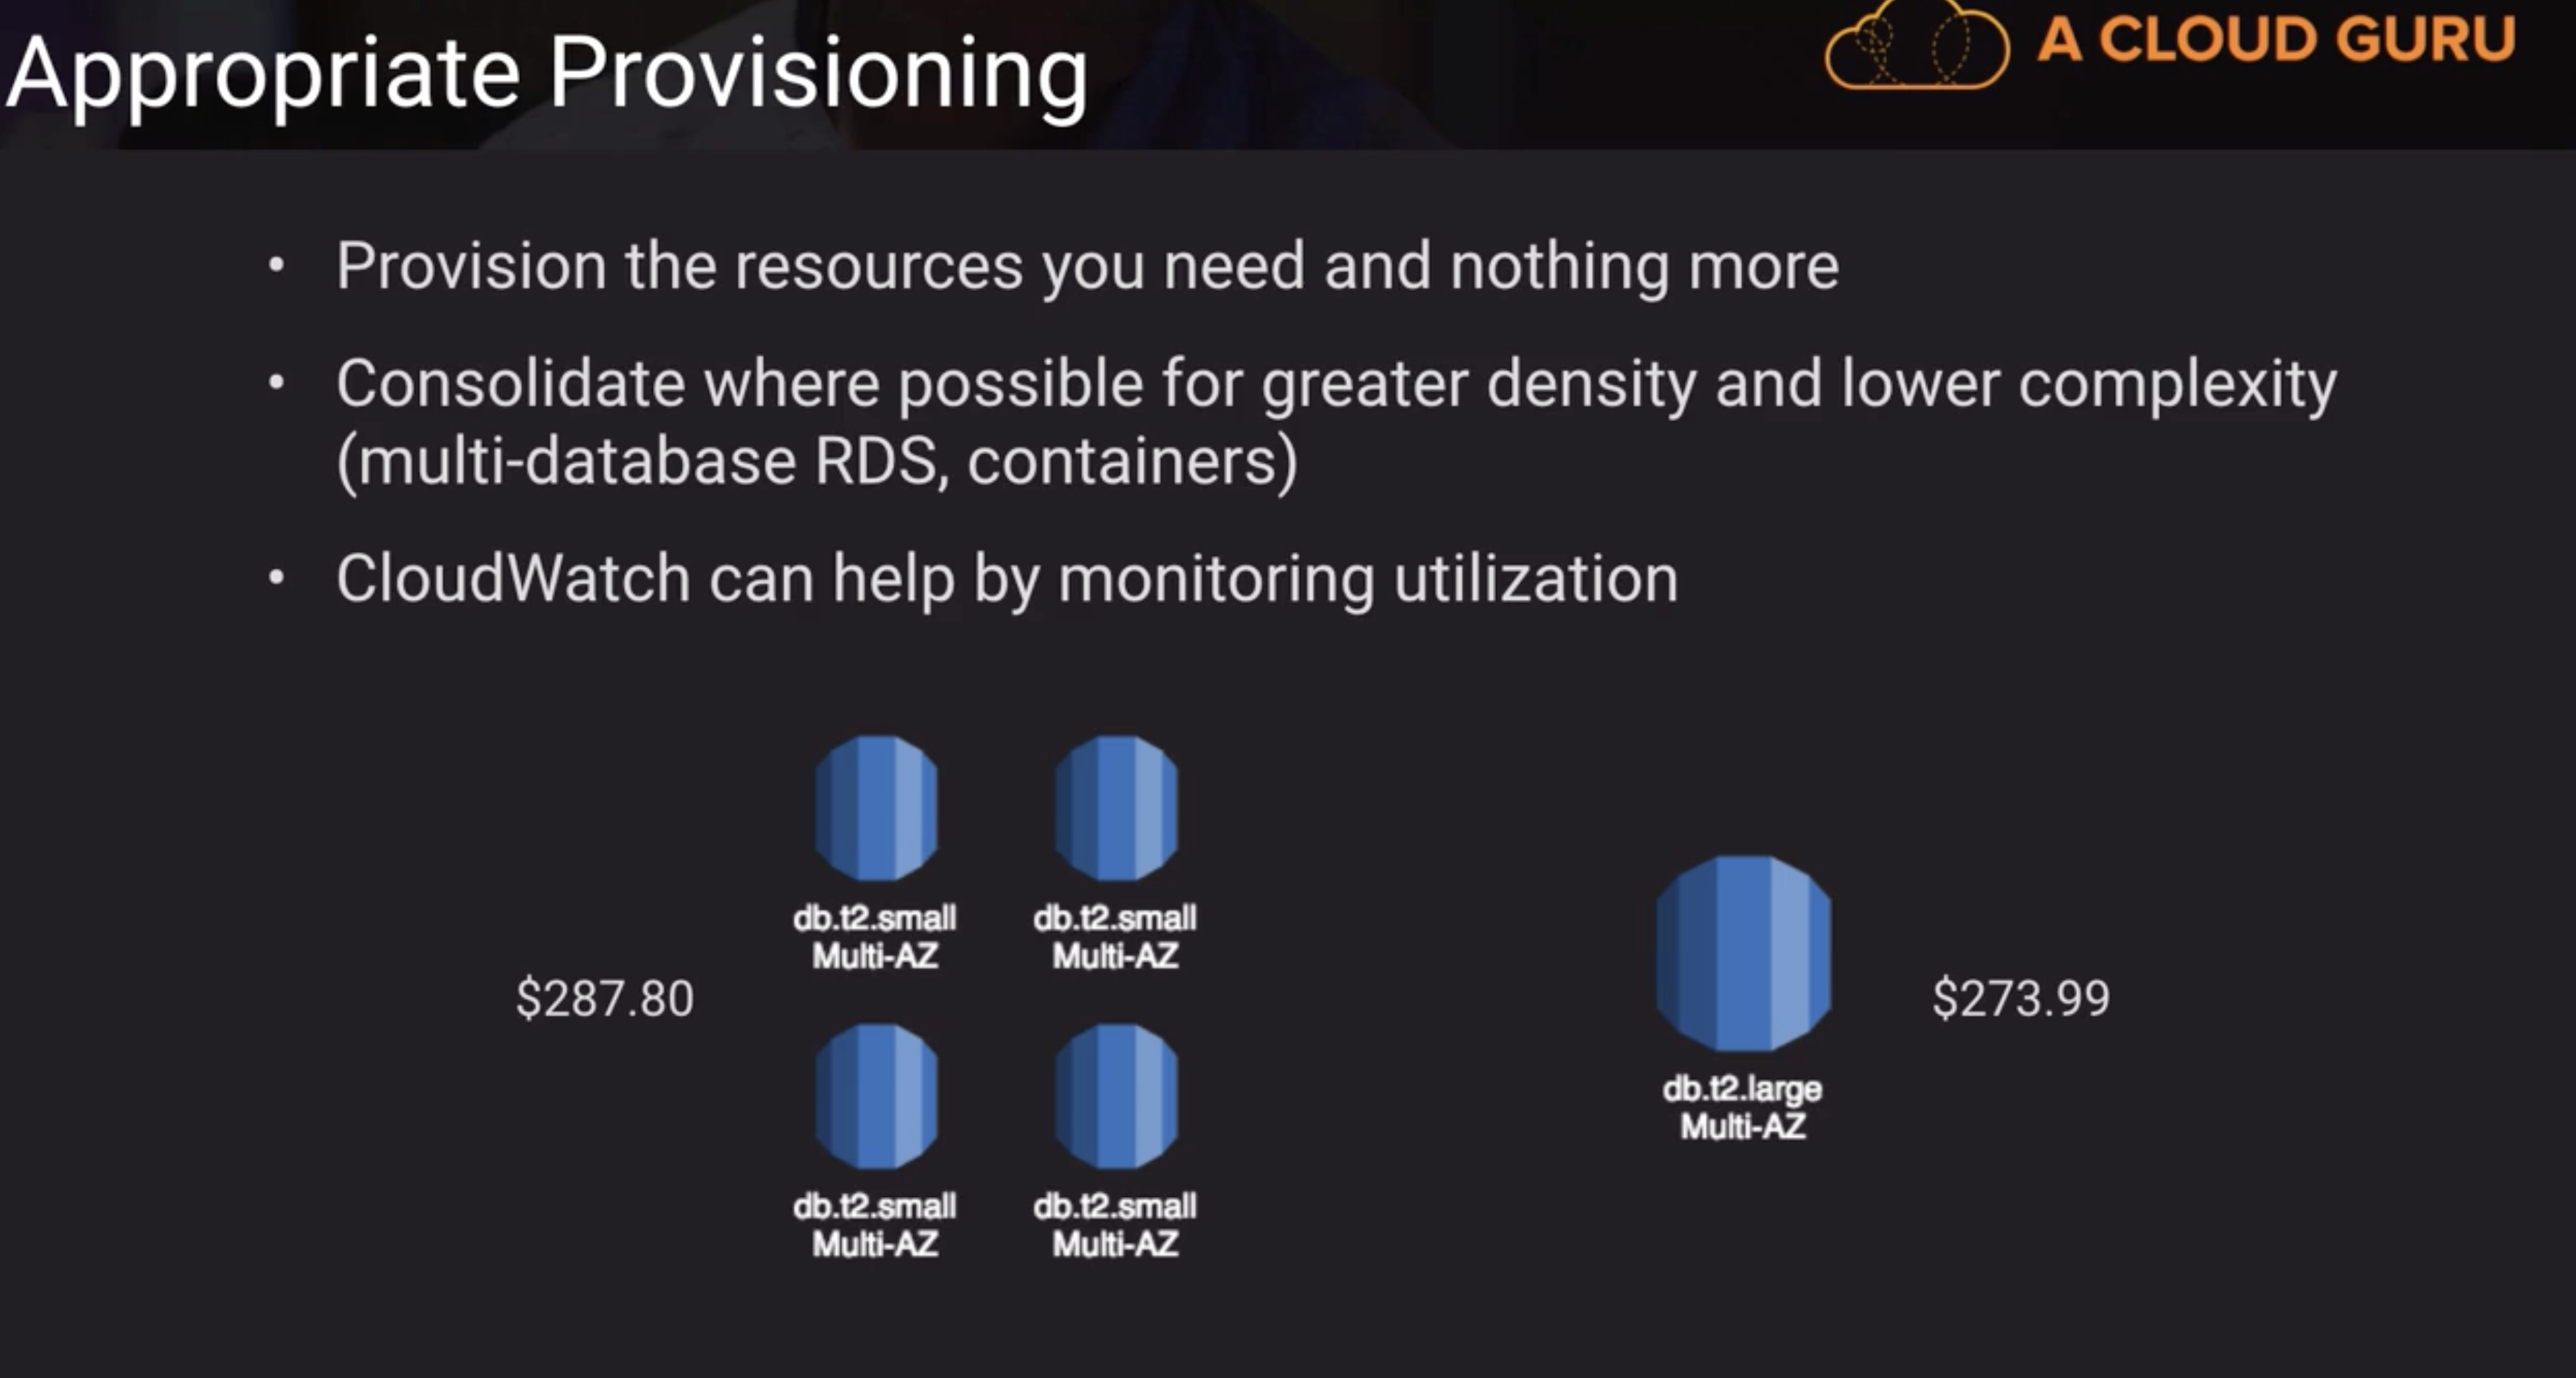 Appropriate Provisioning
A CLOUD GURU
• Provision the resources you need and nothing more
• Consolidate where possible for greater density and lower complexity
(multi-database RDS, containers)
• CloudWatch can help by monitoring utilization
db.t2.small
Multi-AZ
db.t2.small
Multi-AZ
$287.80
db.t2.small
Multi-AZ
db.t2.small
Multi-AZ
db.t2.large
Multi-AZ
$273.99